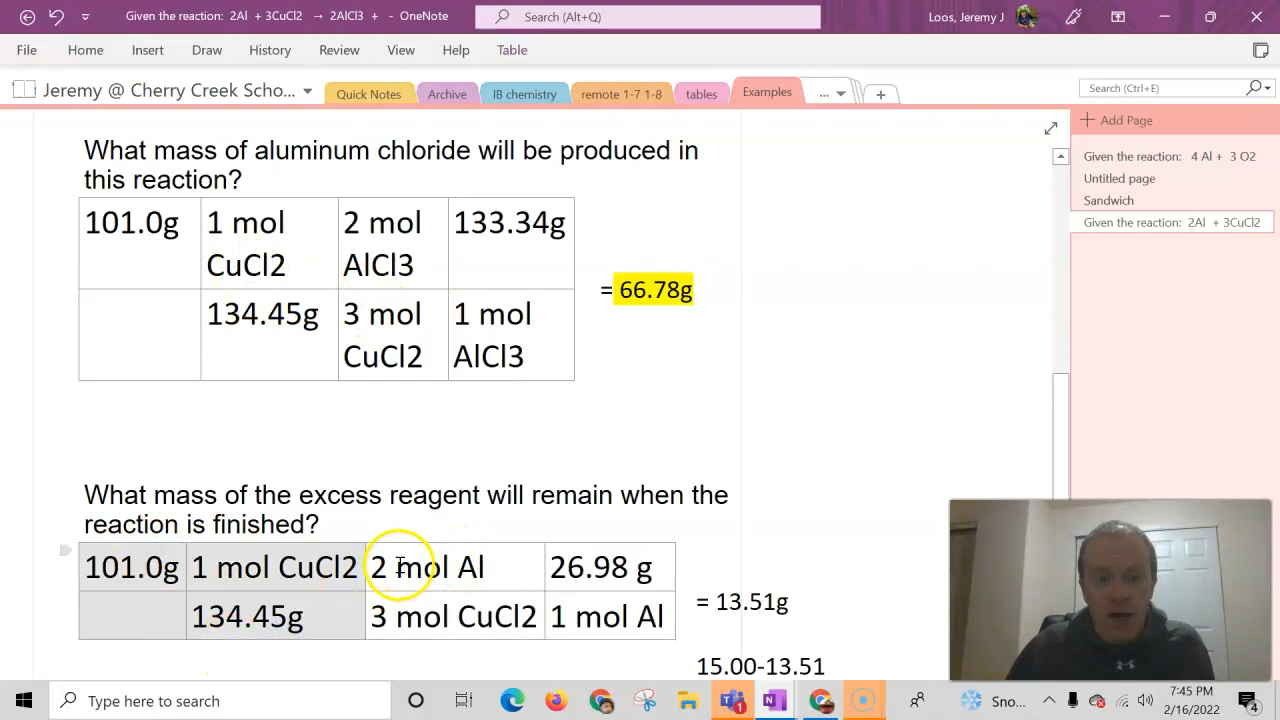 Given the reaction: 2Al + 3CuCl2 → 2AlCl3 + - OneNote
Search (Alt+Q)
Loos, Jeremy J
File Home Insert Draw History Review View Help Table
Jeremy @ Cherry Creek Scho...
Quick Notes Archive IB chemistry remote 1-7 1-8 tables Examples ...
Search (Ctrl+E)
Add Page
Given the reaction: 4 Al + 3 O2
Untitled page
Sandwich
Given the reaction: 2Al + 3CuCl2
What mass of aluminum chloride will be produced in
this reaction?
101.0g 1 mol CuCl2 2 mol AlCl3 133.34g
134.45g 3 mol CuCl2 1 mol AlCl3
= 66.78g
What mass of the excess reagent will remain when the
reaction is finished?
101.0g 1 mol CuCl2 2 mol Al 26.98 g
134.45g 3 mol CuCl2 1 mol Al
= 13.51g
15.00-13.51
Type here to search
1
Sno...
7:45 PM
2/16/2022
4